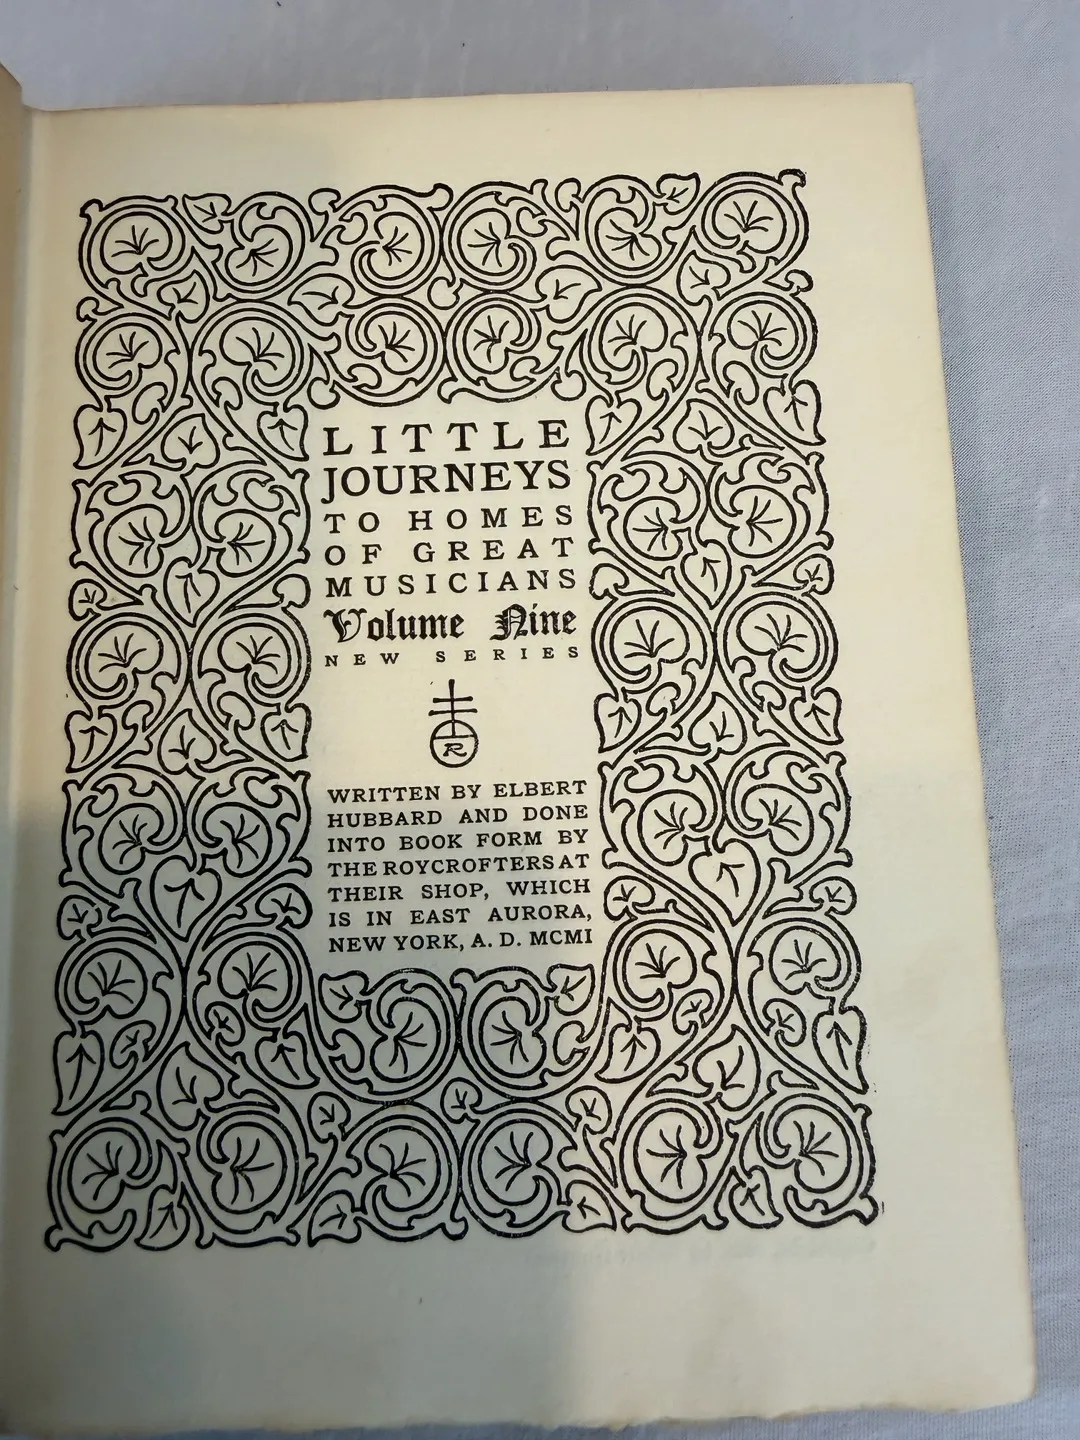 LITTLE
JOURNEYS
TO HOMES
OF GREAT
MUSICIANS
Volume Nine
NEW SERIES
R
WRITTEN BY ELBERT
HUBBARD AND DONE
INTO BOOK FORM BY
THE ROYCROFTERS AT
THEIR SHOP, WHICH
IS IN EAST AURORA,
NEW YORK, A. D. MCMI